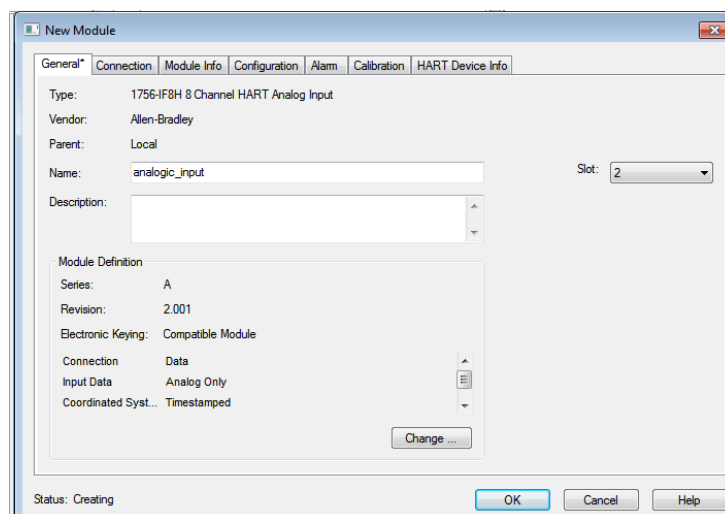 New Module
General* Connection Module Info Configuration Alarm Calibration HART Device Info
Type: 1756-IF8H 8 Channel HART Analog Input
Vendor: Allen-Bradley
Parent: Local
Name: analogic_input Slot: 2
Description:
Module Definition
Series: A
Revision: 2.001
Electronic Keying: Compatible Module
Connection Data
Input Data Analog Only
Coordinated Syst... Timestamped
Change ...
Status: Creating OK Cancel Help